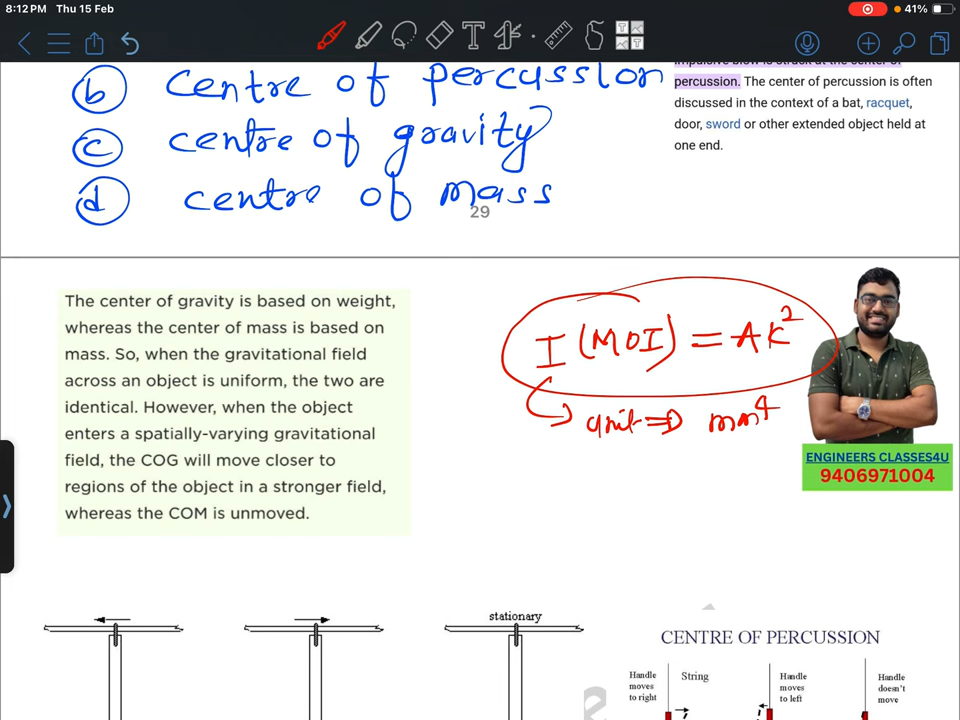 8:12 PM Thu 15 Feb
41%
b centre of percussion
c centre of gravity
d centre of mass
29
impulsive blow is struck at the center of
percussion. The center of percussion is often
discussed in the context of a bat, racquet,
door, sword or other extended object held at
one end.
The center of gravity is based on weight,
whereas the center of mass is based on
mass. So, when the gravitational field
across an object is uniform, the two are
identical. However, when the object
enters a spatially-varying gravitational
field, the COG will move closer to
regions of the object in a stronger field,
whereas the COM is unmoved.
I (MOI) = AK²
unit ⇒ mm⁴
ENGINEERS CLASSES4U
9406971004
stationary
CENTRE OF PERCUSSION
Handle
moves
to right
String
Handle
moves
to left
Handle
doesn't
move